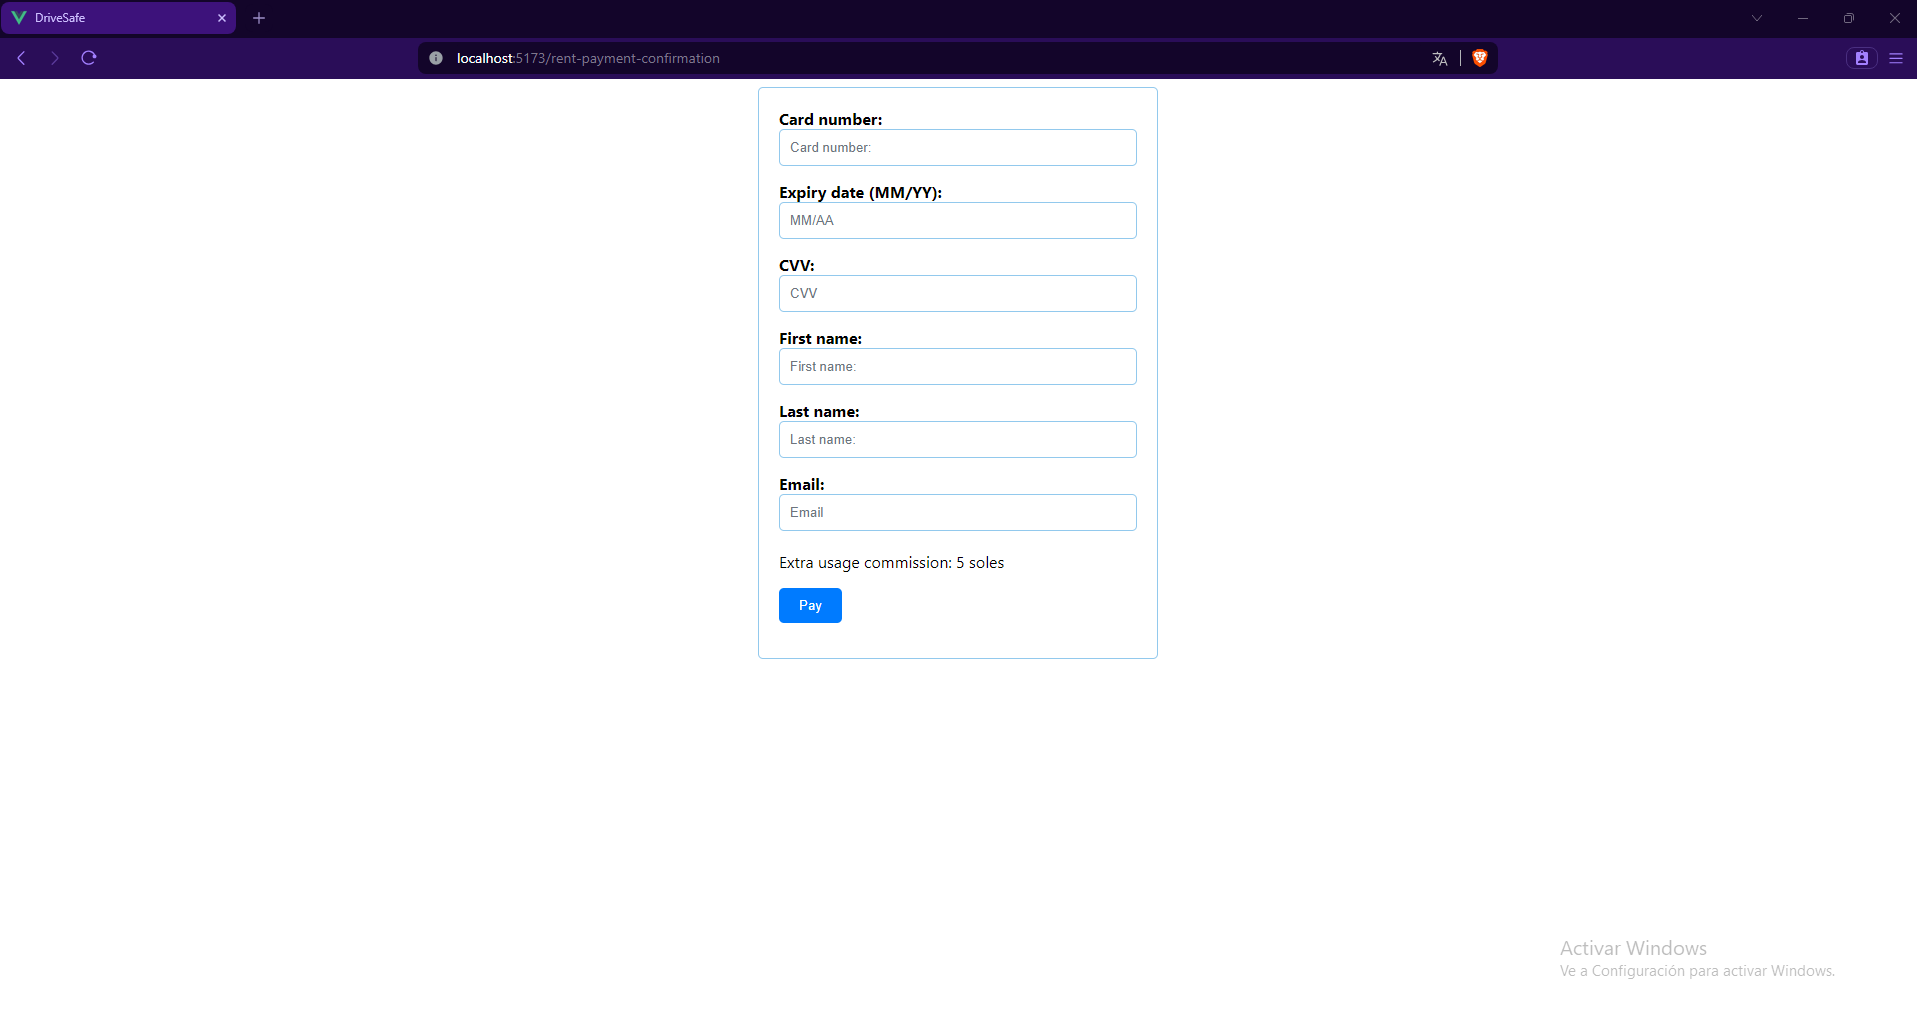 DriveSafe
localhost:5173/rent-payment-confirmation
Card number:
Card number:
Expiry date (MM/YY):
MM/AA
CVV:
CVV
First name:
First name:
Last name:
Last name:
Email:
Email
Extra usage commission: 5 soles
Pay
Activar Windows
Ve a Configuración para activar Windows.